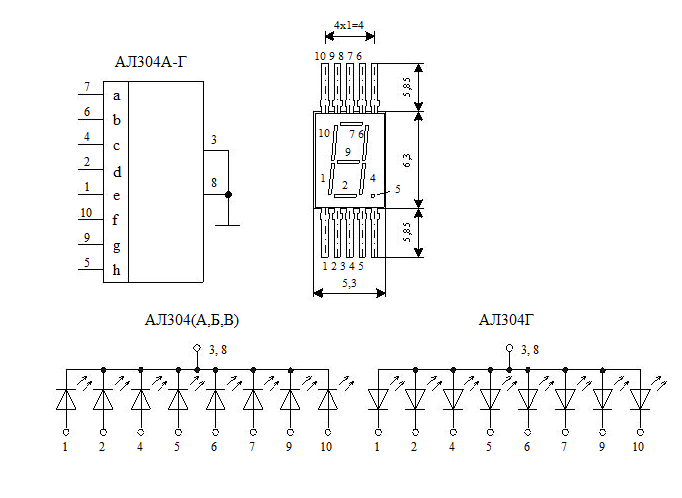 4x1=4
10 9 8 7 6
АЛ304А-Г
7 a
6 b
4 c
2 d
1 e
10 f
9 g
5 h
3
8
5,85
10 7 6
9
1 2 4
5
6,3
5,85
1 2 3 4 5
5,3
АЛ304(А,Б,В)
3, 8
1 2 4 5 6 7 9 10
АЛ304Г
3, 8
1 2 4 5 6 7 9 10